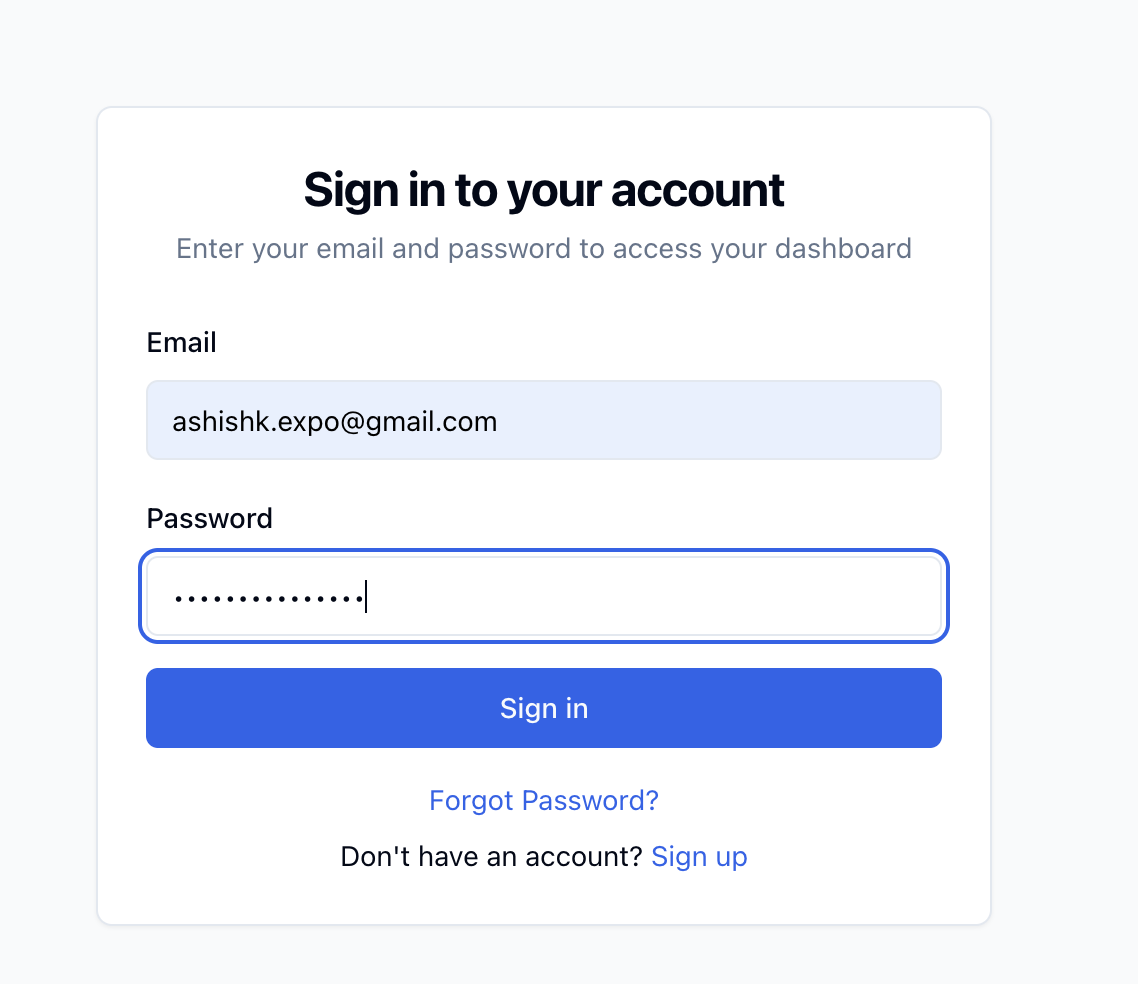 Sign in to your account
Enter your email and password to access your dashboard
Email
ashishk.expo@gmail.com
Password
•••••••••••••••
Sign in
Forgot Password?
Don't have an account? Sign up